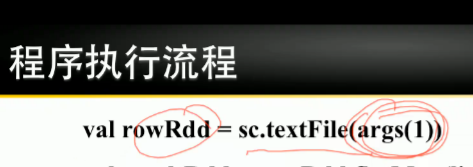 程序执行流程
val rowRdd = sc.textFile(args(1))